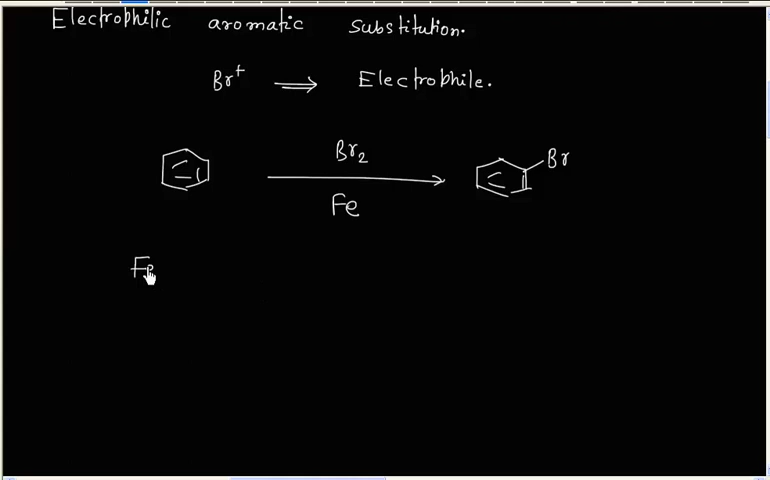 Electrophilic aromatic substitution.
Br⁺ ⟹ Electrophile.
Br₂
Fe
Br
Fe